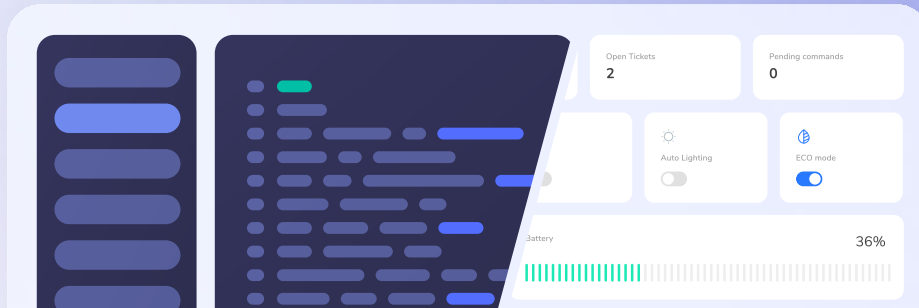 Open Tickets
2
Pending commands
0
Auto Lighting
ECO mode
Battery
36%